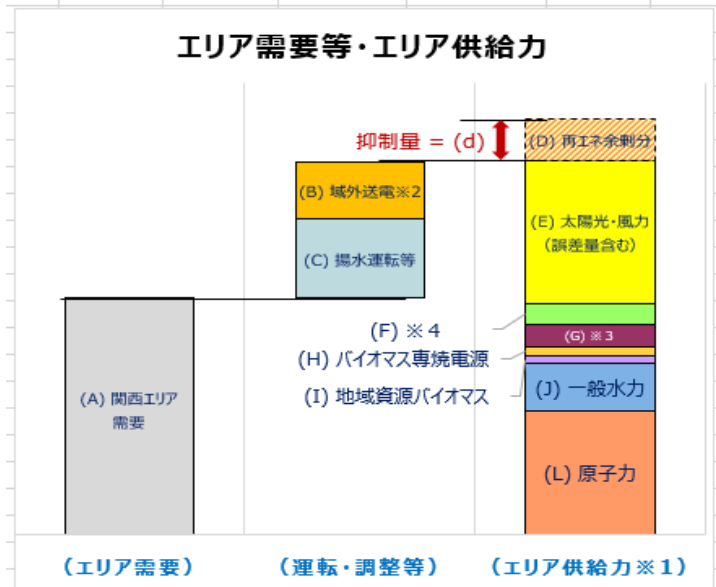 エリア需要等・エリア供給力
抑制量 = (d)
(D) 再エネ余剰分
(B) 域外送電※2
(C) 揚水運転等
(E) 太陽光・風力
(誤差量含む)
(F) ※4
(G) ※3
(H) バイオマス専焼電源
(I) 地域資源バイオマス
(J) 一般水力
(A) 関西エリア
需要
(L) 原子力
(エリア需要)
(運転・調整等)
(エリア供給力※1)